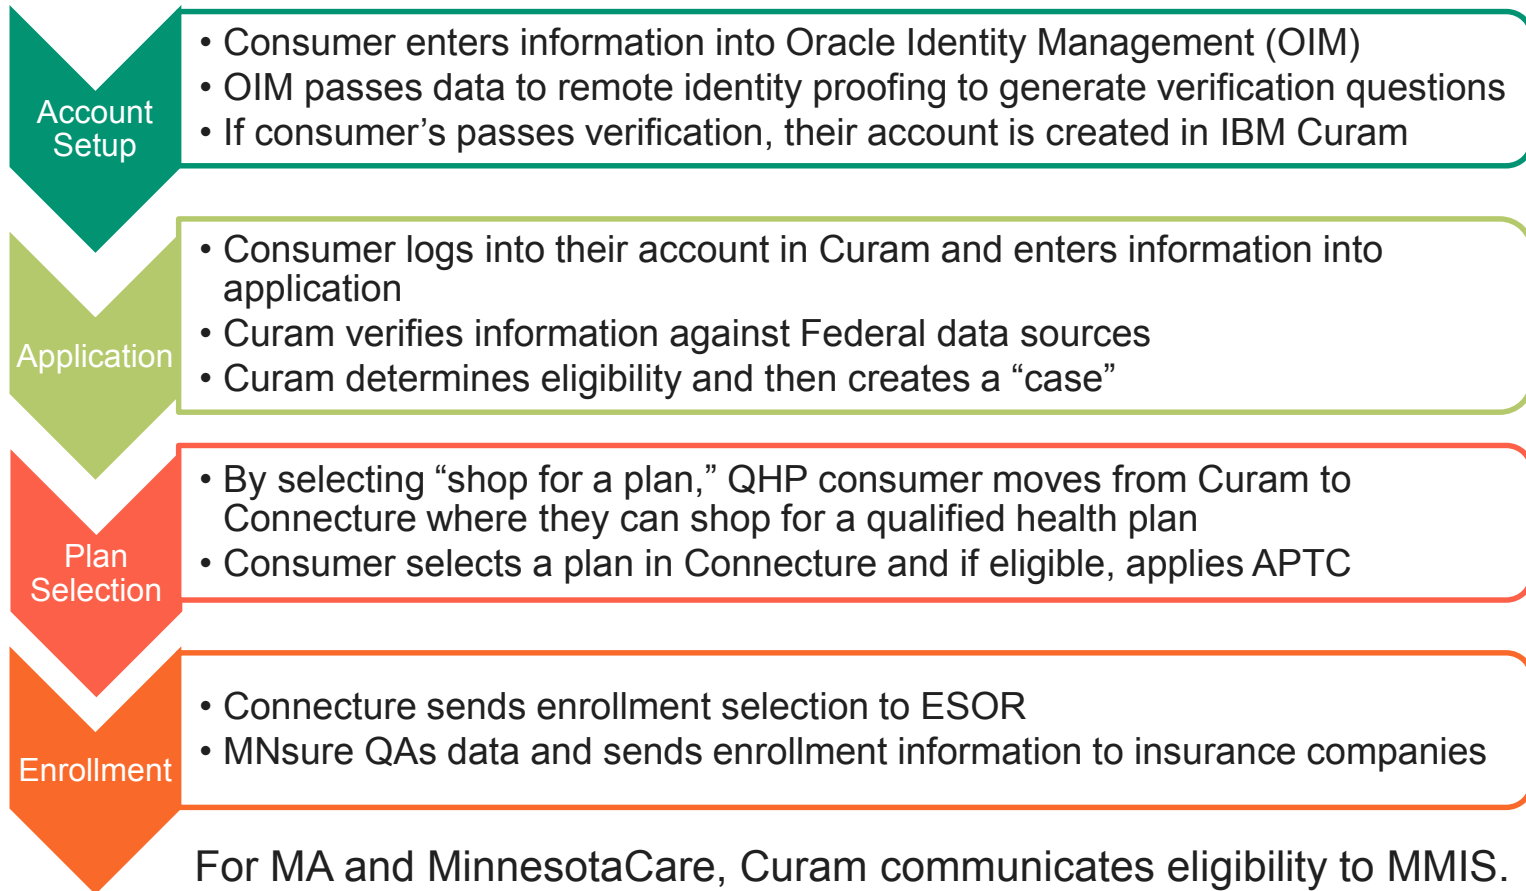 Account
Setup
• Consumer enters information into Oracle Identity Management (OIM)
• OIM passes data to remote identity proofing to generate verification questions
• If consumer’s passes verification, their account is created in IBM Curam
Application
• Consumer logs into their account in Curam and enters information into
application
• Curam verifies information against Federal data sources
• Curam determines eligibility and then creates a “case”
Plan
Selection
• By selecting “shop for a plan,” QHP consumer moves from Curam to
Connecture where they can shop for a qualified health plan
• Consumer selects a plan in Connecture and if eligible, applies APTC
Enrollment
• Connecture sends enrollment selection to ESOR
• MNsure QAs data and sends enrollment information to insurance companies
For MA and MinnesotaCare, Curam communicates eligibility to MMIS.